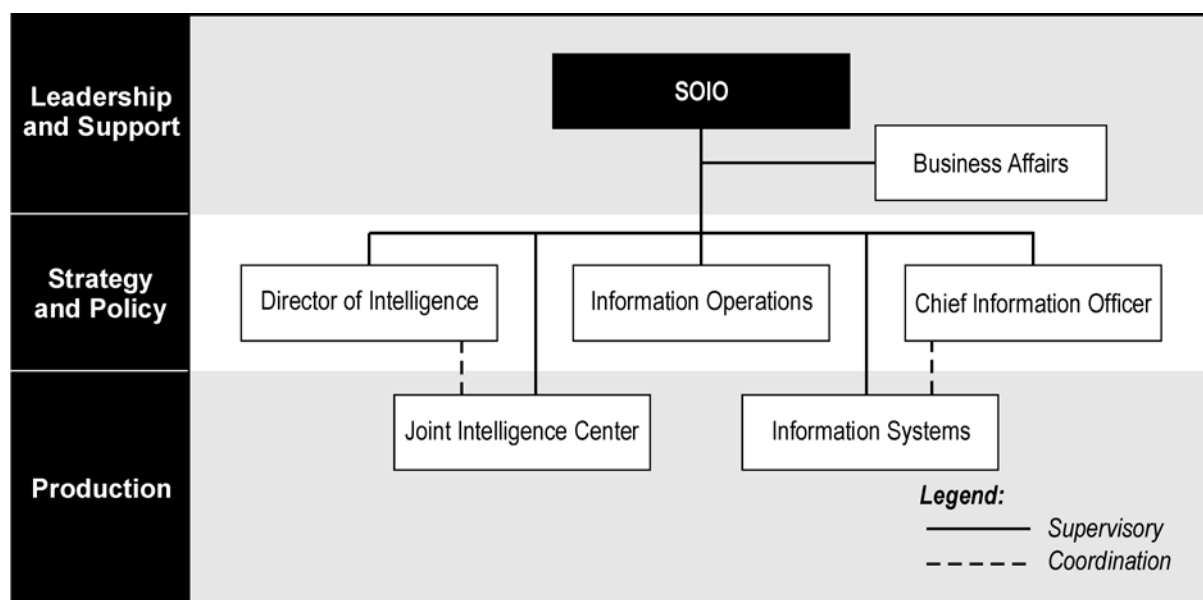 Leadership
and Support
SOIO
Business Affairs
Strategy
and Policy
Director of Intelligence
Information Operations
Chief Information Officer
Production
Joint Intelligence Center
Information Systems
Legend:
Supervisory
Coordination